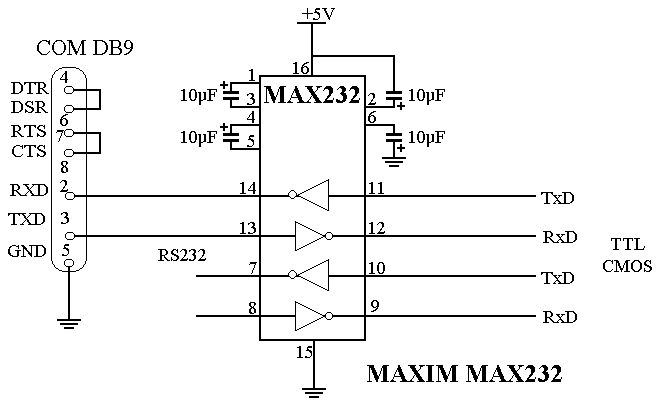 +5V
COM DB9
16
4
DTR
DSR
6
RTS
7
CTS
8
RXD
2
TXD
3
GND
5
1
10µF
3
4
10µF
5
MAX232
2
10µF
6
10µF
14
11
TxD
13
12
RxD
RS232
7
10
TxD
8
9
RxD
TTL
CMOS
15
MAXIM MAX232